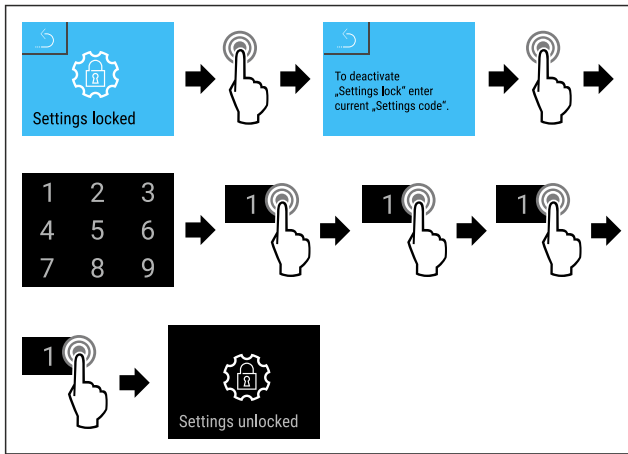 Settings locked
To deactivate
„Settings lock“ enter
current „Settings code“.
1 2 3
4 5 6
7 8 9
1
1
1
1
Settings unlocked